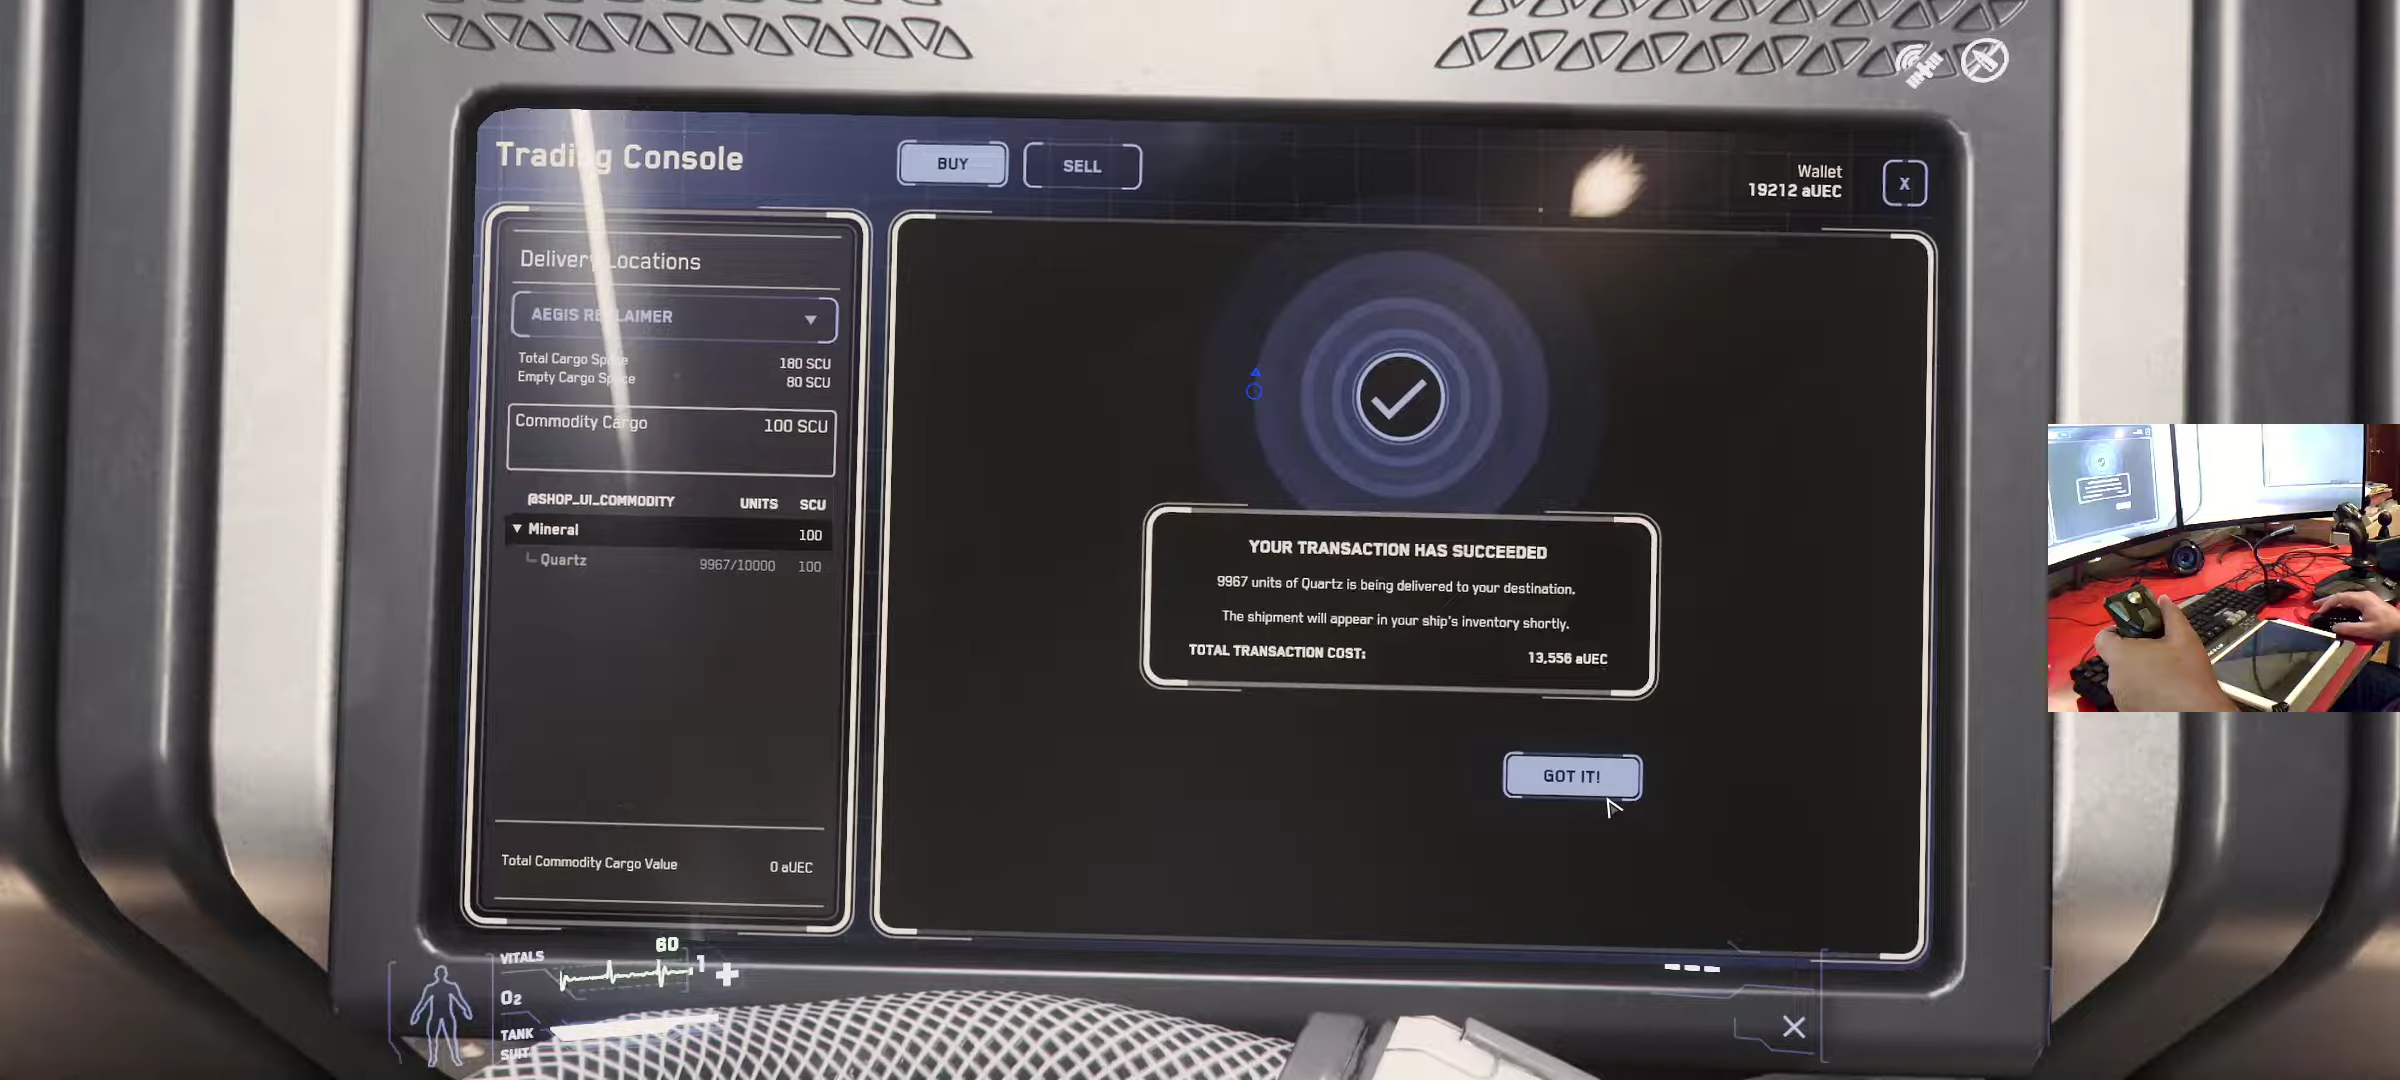 Trading Console
BUY
SELL
Wallet
19212 aUEC
X
Delivery Locations
AEGIS RECLAIMER
Total Cargo Space 180 SCU
Empty Cargo Space 80 SCU
Commodity Cargo 100 SCU
@SHOP_UI_COMMODITY UNITS SCU
Mineral 100
Quartz 9967/10000 100
Total Commodity Cargo Value 0 aUEC
YOUR TRANSACTION HAS SUCCEEDED
9967 units of Quartz is being delivered to your destination.
The shipment will appear in your ship's inventory shortly.
TOTAL TRANSACTION COST: 13,556 aUEC
GOT IT!
VITALS
60
1
O2
TANK
SUIT